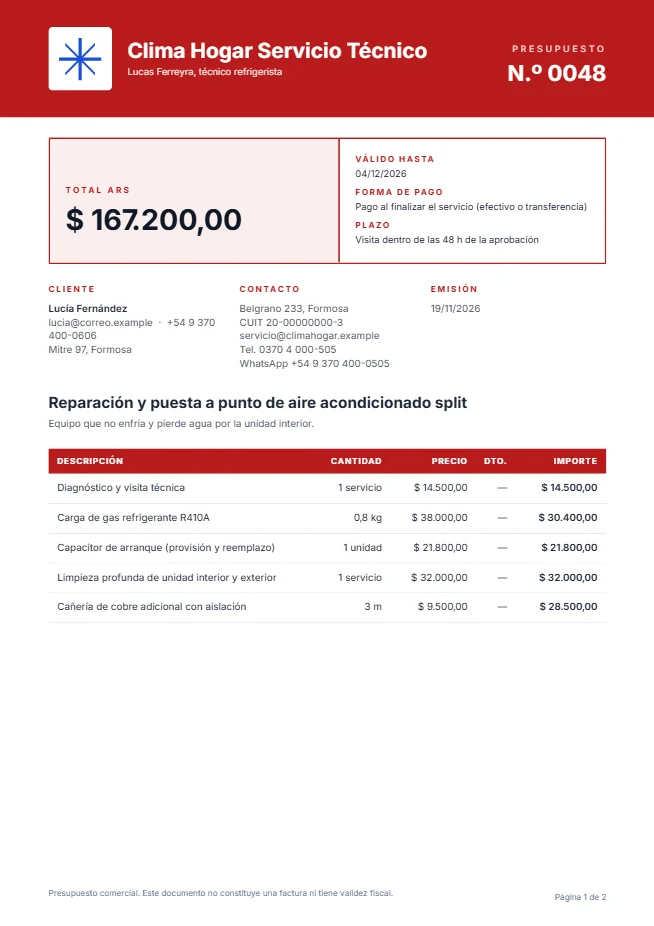 Clima Hogar Servicio Técnico
Lucas Ferreyra, técnico refrigerista
PRESUPUESTO
N.º 0048
TOTAL ARS
$ 167.200,00
VÁLIDO HASTA
04/12/2026
FORMA DE PAGO
Pago al finalizar el servicio (efectivo o transferencia)
PLAZO
Visita dentro de las 48 h de la aprobación
CLIENTE
Lucía Fernández
lucia@correo.example · +54 9 370
400-0606
Mitre 97, Formosa
CONTACTO
Belgrano 233, Formosa
CUIT 20-00000000-3
servicio@climahogar.example
Tel. 0370 4 000-505
WhatsApp +54 9 370 400-0505
EMISIÓN
19/11/2026
Reparación y puesta a punto de aire acondicionado split
Equipo que no enfría y pierde agua por la unidad interior.
DESCRIPCIÓN CANTIDAD PRECIO DTO. IMPORTE
Diagnóstico y visita técnica 1 servicio $ 14.500,00 — $ 14.500,00
Carga de gas refrigerante R410A 0,8 kg $ 38.000,00 — $ 30.400,00
Capacitor de arranque (provisión y reemplazo) 1 unidad $ 21.800,00 — $ 21.800,00
Limpieza profunda de unidad interior y exterior 1 servicio $ 32.000,00 — $ 32.000,00
Cañería de cobre adicional con aislación 3 m $ 9.500,00 — $ 28.500,00
Presupuesto comercial. Este documento no constituye una factura ni tiene validez fiscal.
Página 1 de 2